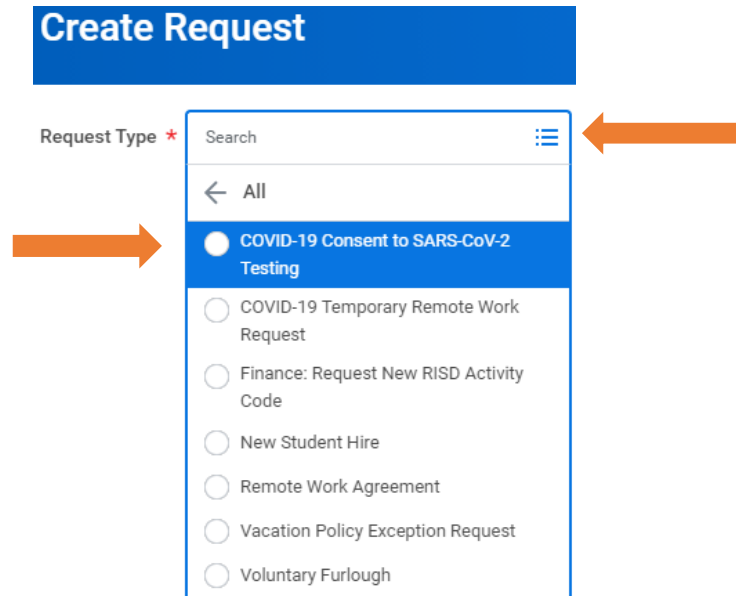 Create Request
Request Type *
Search
All
COVID-19 Consent to SARS-CoV-2
Testing
COVID-19 Temporary Remote Work
Request
Finance: Request New RISD Activity
Code
New Student Hire
Remote Work Agreement
Vacation Policy Exception Request
Voluntary Furlough